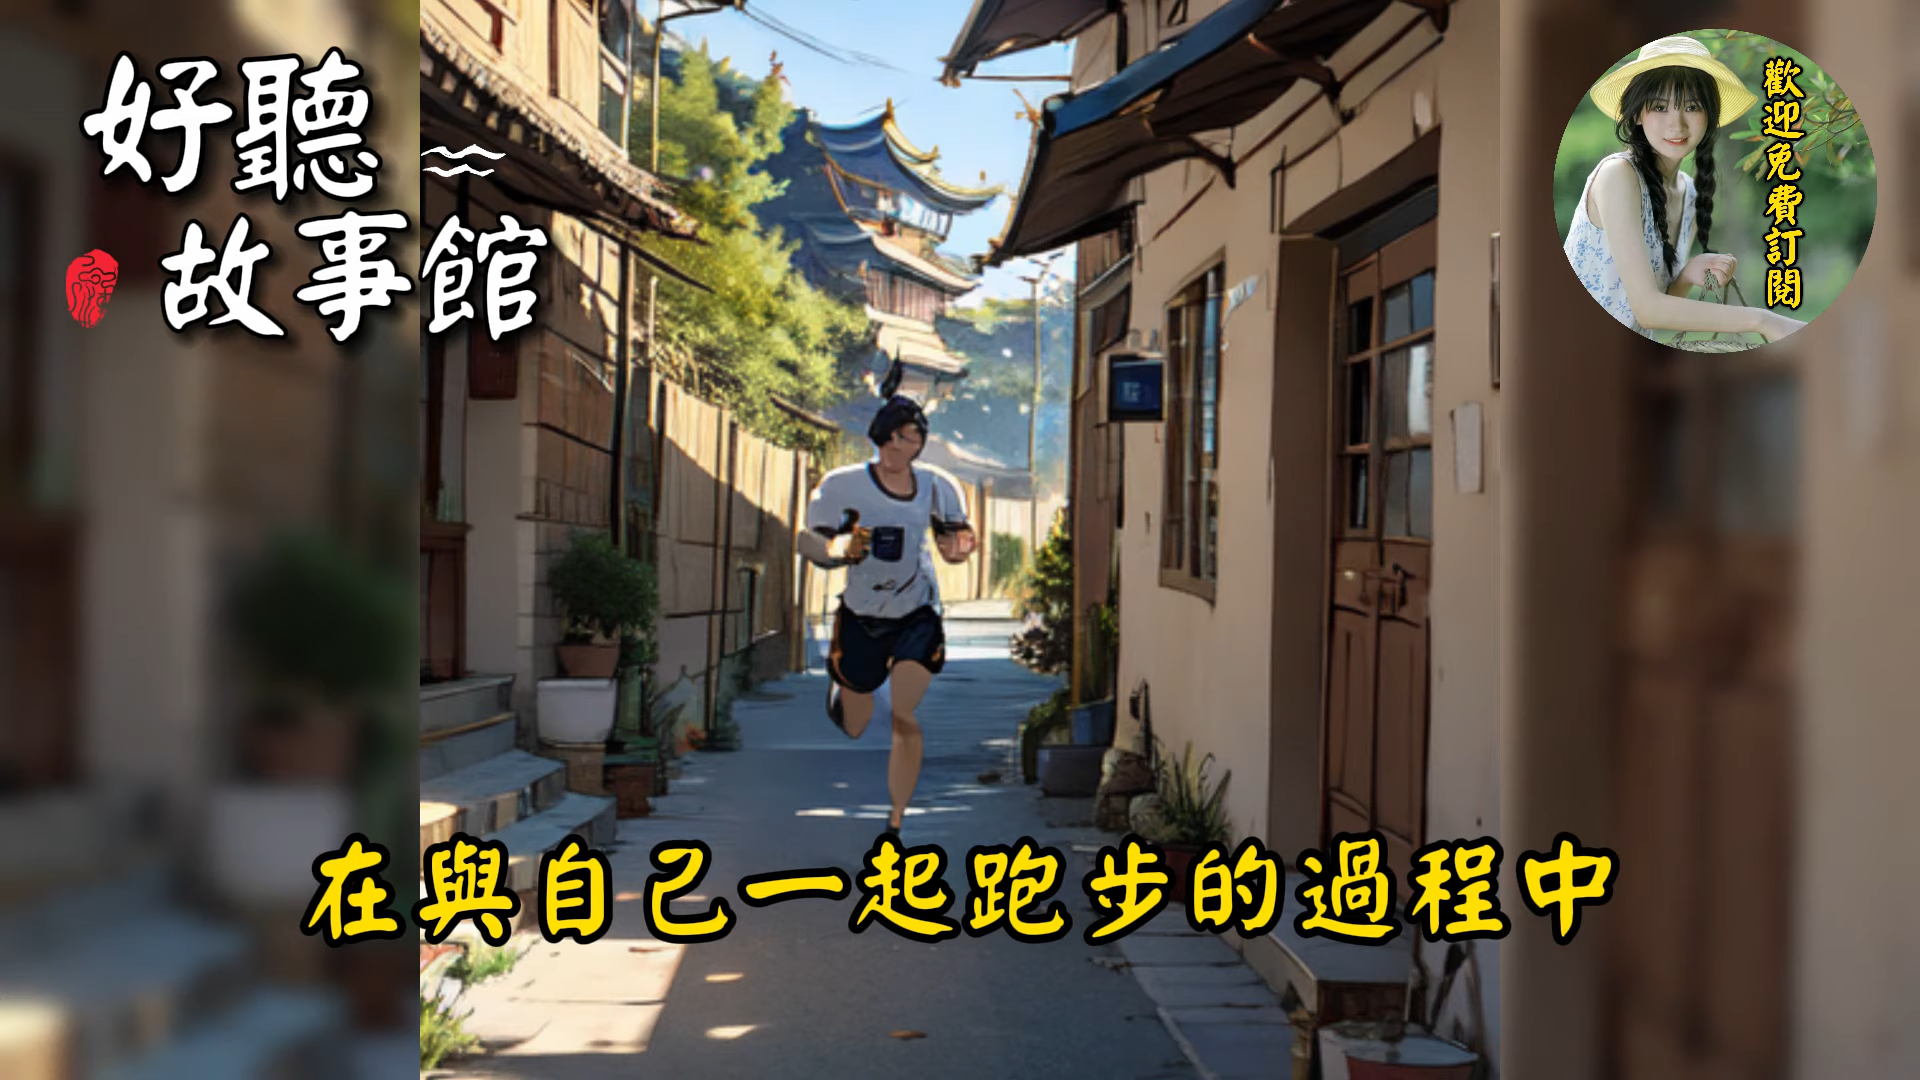 好聽
故事館
歡迎免費訂閱
在與自己一起跑步的過程中